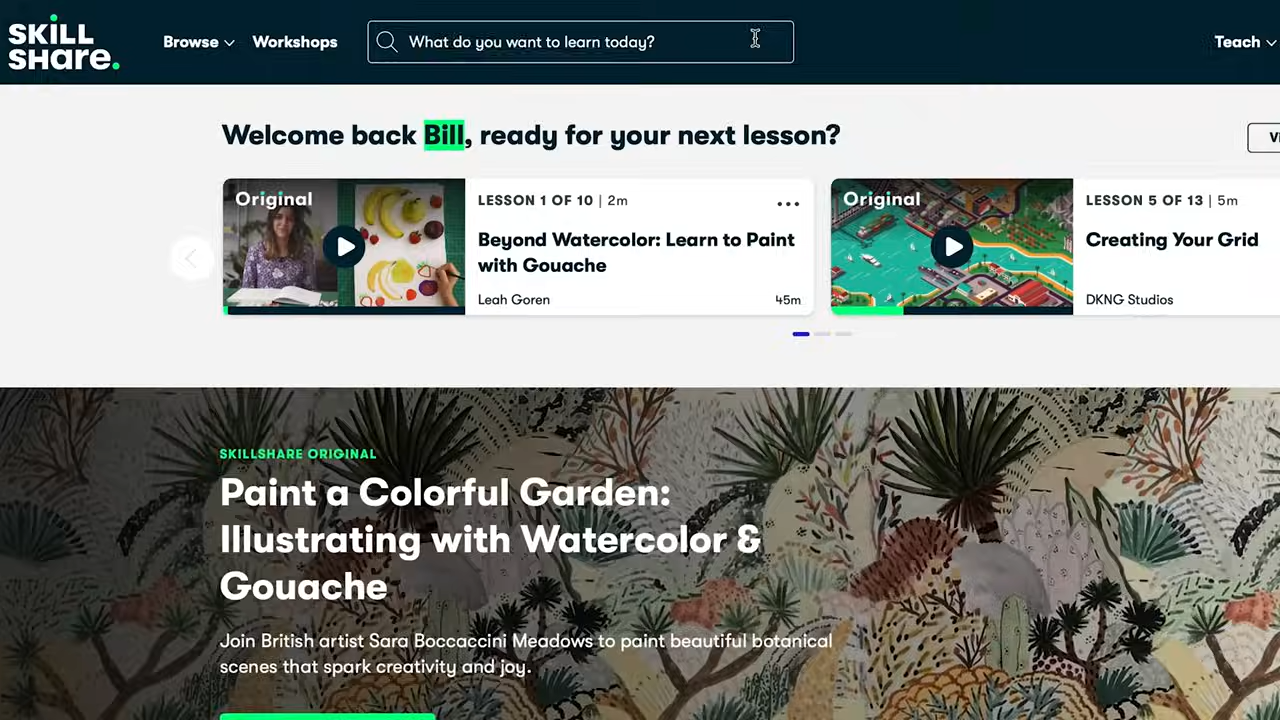 SKiLL
SHare.
Browse
Workshops
What do you want to learn today?
Teach
Welcome back Bill, ready for your next lesson?
Original
LESSON 1 OF 10 | 2m
Beyond Watercolor: Learn to Paint
with Gouache
Leah Goren
45m
Original
LESSON 5 OF 13 | 5m
Creating Your Grid
DKNG Studios
SKILLSHARE ORIGINAL
Paint a Colorful Garden:
Illustrating with Watercolor &
Gouache
Join British artist Sara Boccaccini Meadows to paint beautiful botanical
scenes that spark creativity and joy.